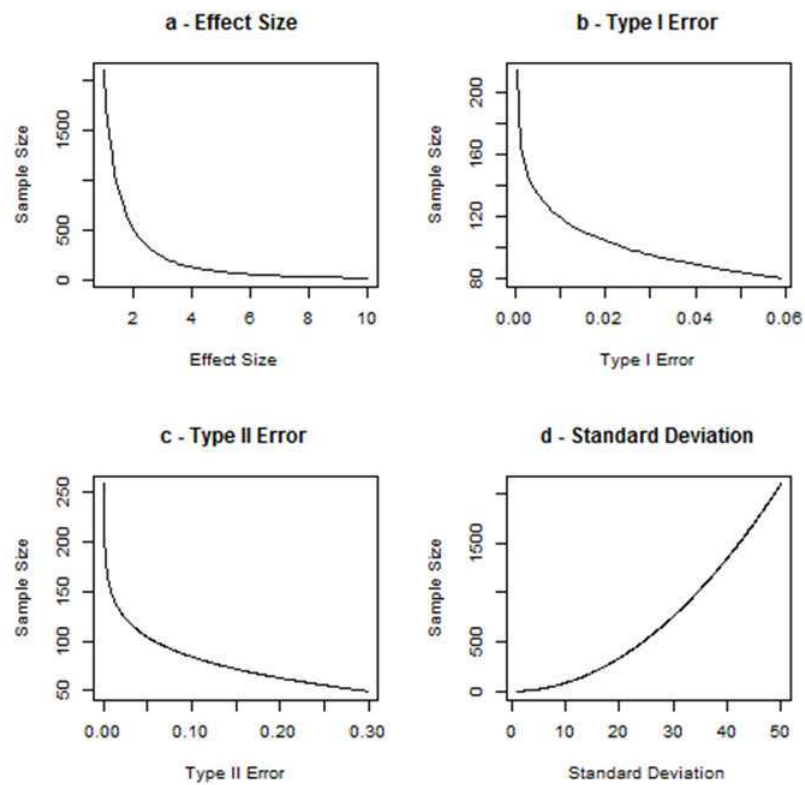 a - Effect Size
Sample Size
1500
500
0
2 4 6 8 10
Effect Size
b - Type I Error
Sample Size
200
160
120
80
0.00 0.02 0.04 0.06
Type I Error
c - Type II Error
Sample Size
250
200
150
100
50
0.00 0.10 0.20 0.30
Type II Error
d - Standard Deviation
Sample Size
1500
500
0
0 10 20 30 40 50
Standard Deviation